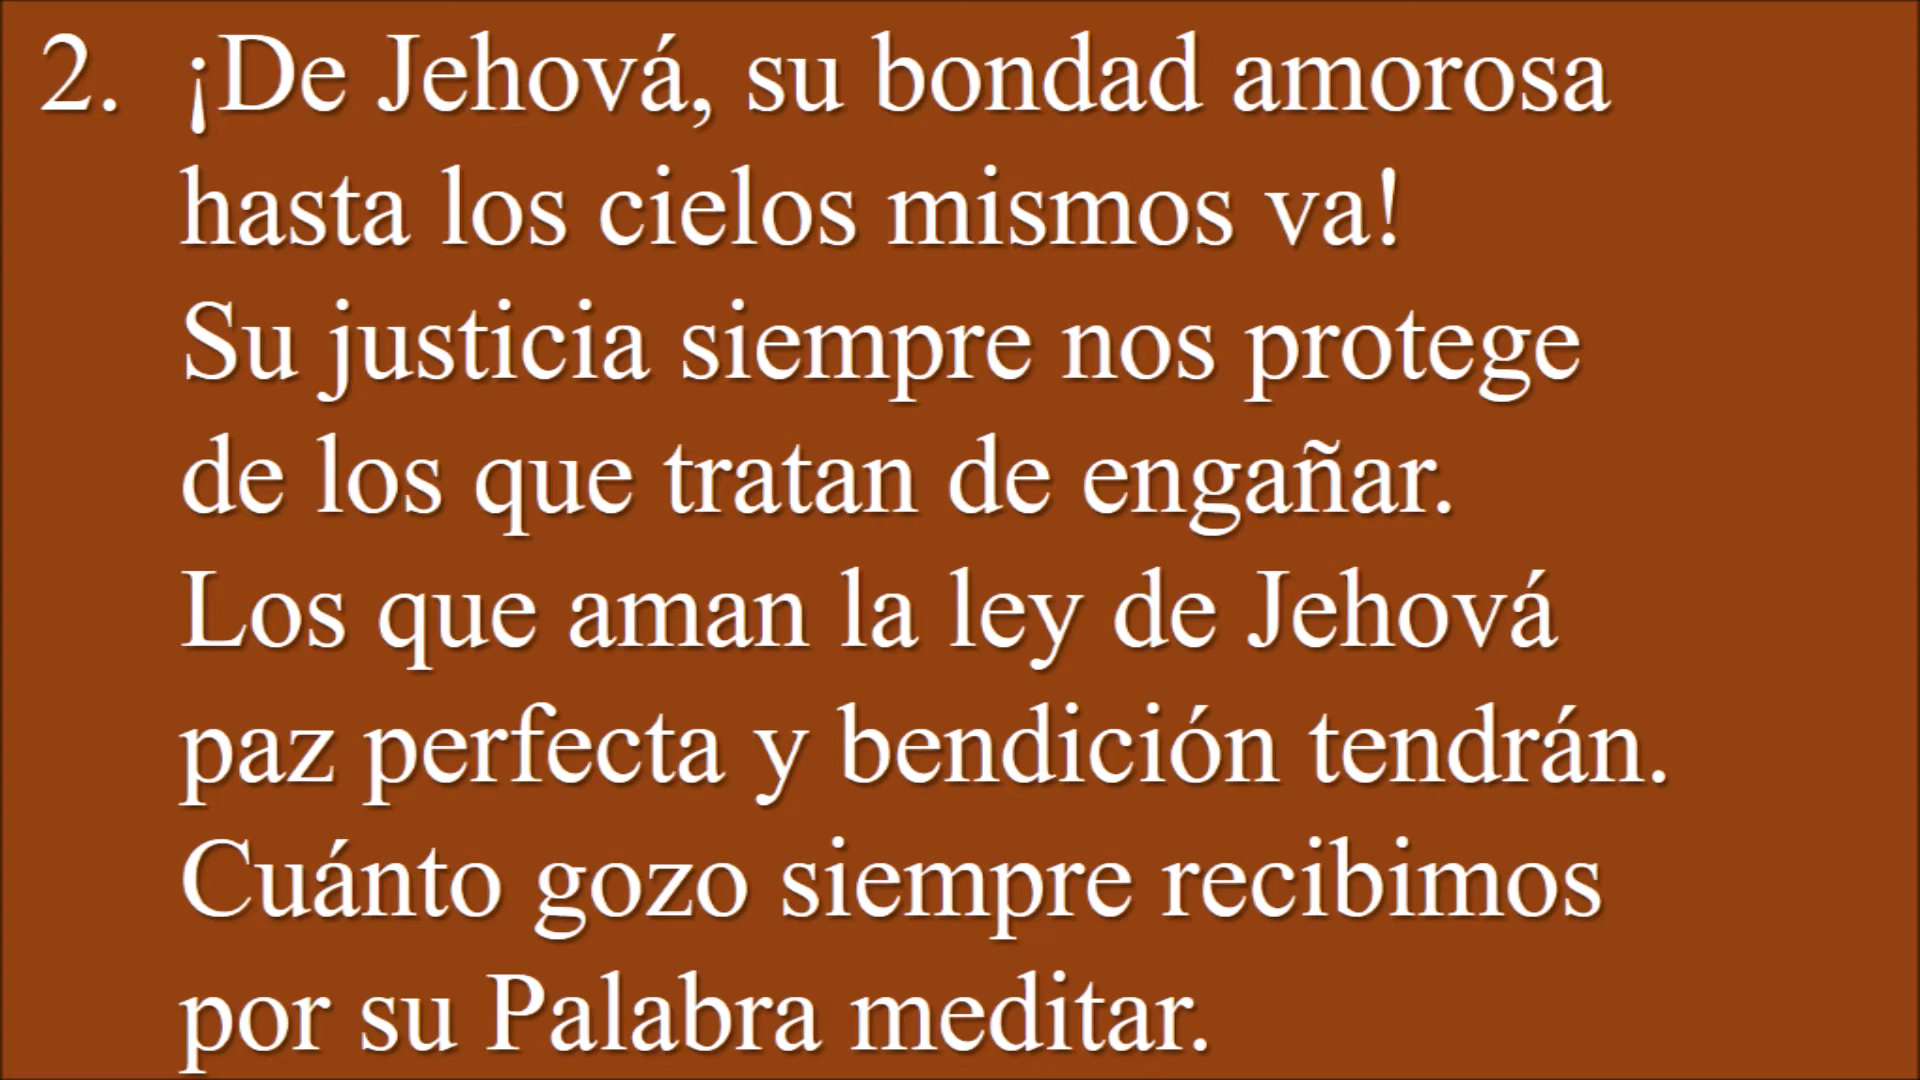 2. ¡De Jehová, su bondad amorosa
hasta los cielos mismos va!
Su justicia siempre nos protege
de los que tratan de engañar.
Los que aman la ley de Jehová
paz perfecta y bendición tendrán.
Cuánto gozo siempre recibimos
por su Palabra meditar.